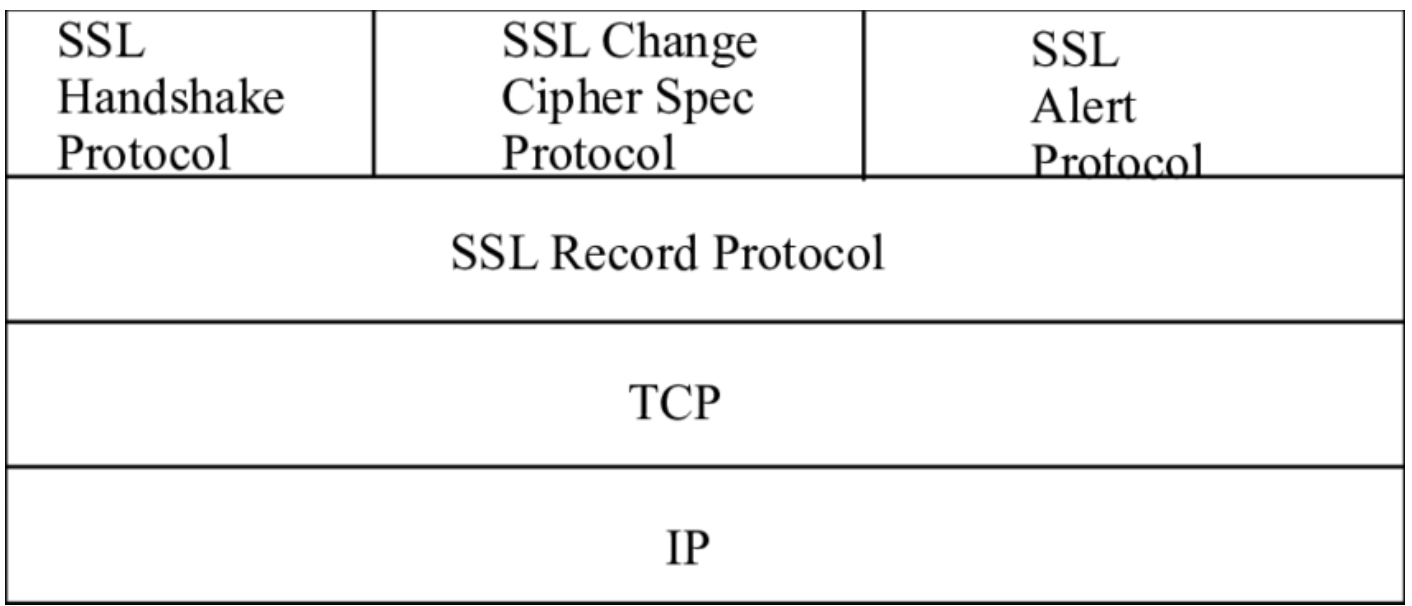 SSL
Handshake
Protocol
SSL Change
Cipher Spec
Protocol
SSL
Alert
Protocol
SSL Record Protocol
TCP
IP